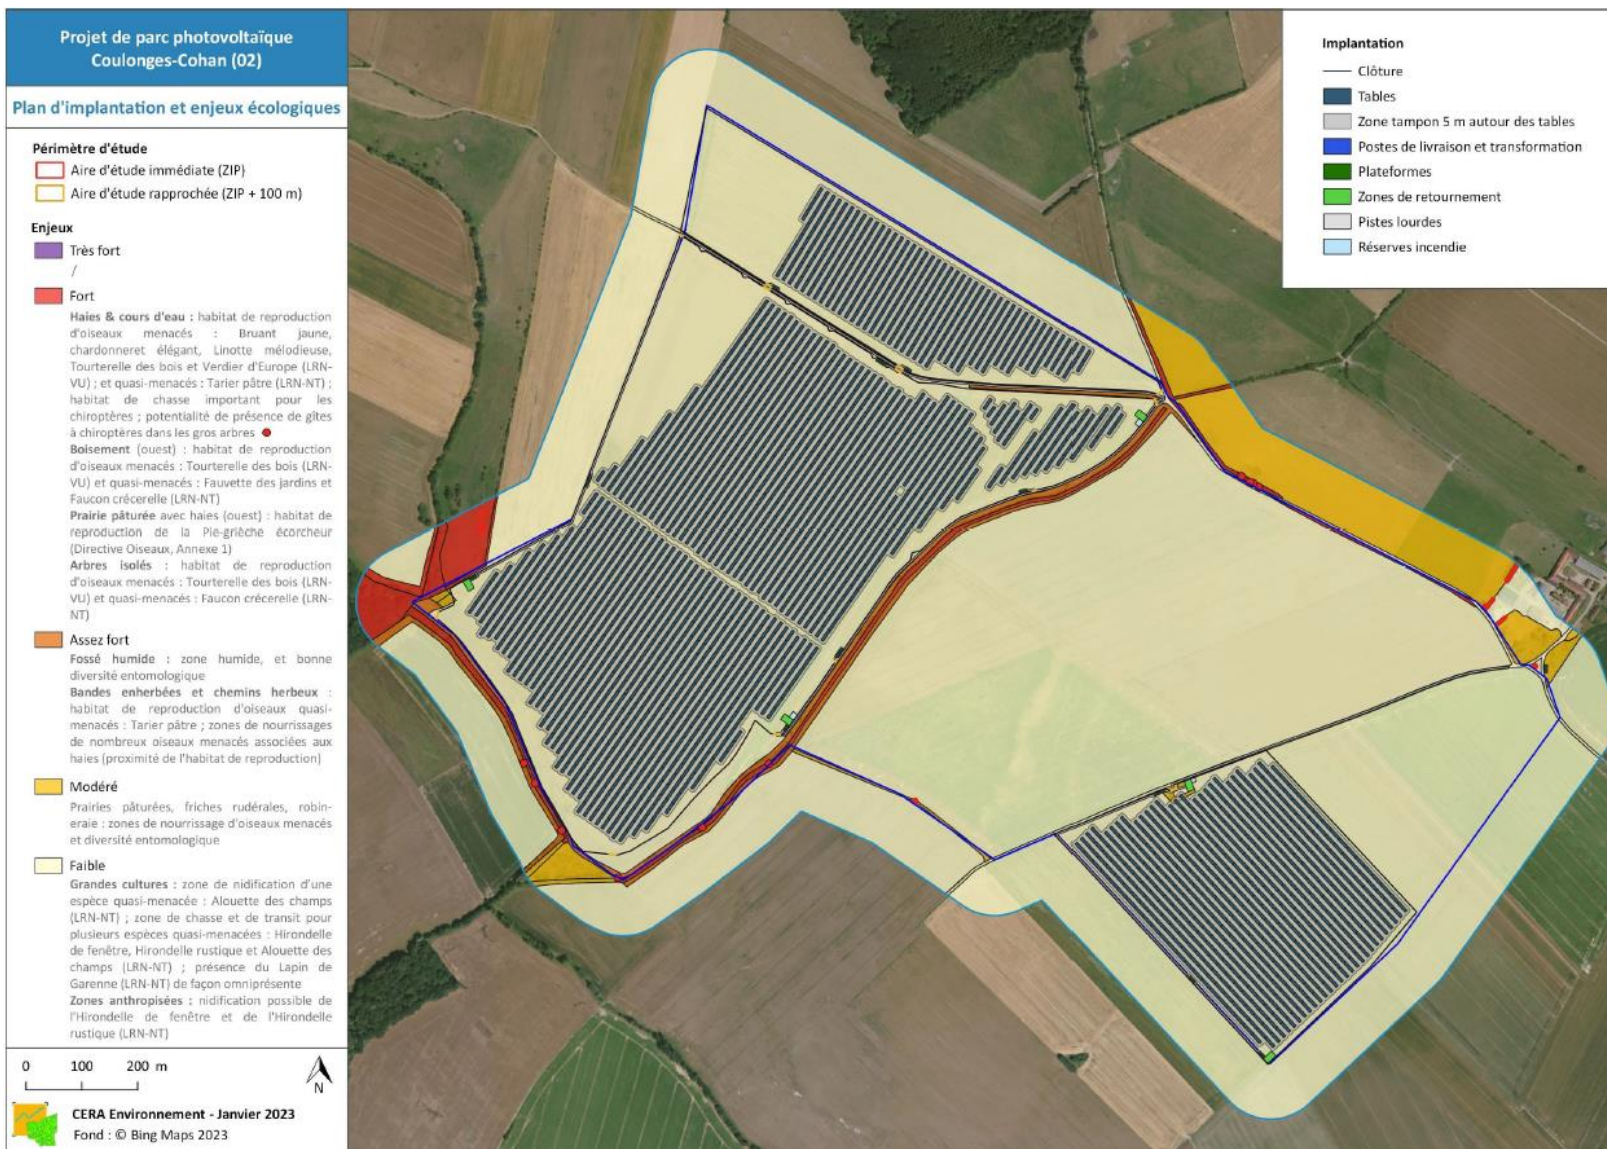 Projet de parc photovoltaïque
Coulonges-Cohan (02)
Plan d'implantation et enjeux écologiques
Périmètre d'étude
Aire d'étude immédiate (ZIP)
Aire d'étude rapprochée (ZIP + 100 m)
Enjeux
Très fort
/
Fort
Haies & cours d'eau : habitat de reproduction
d'oiseaux menacés : Bruant jaune,
chardonneret élégant, Linotte mélodieuse,
Tourterelle des bois et Verdier d'Europe (LRN-
VU) ; et quasi-menacés : Tarier pâtre (LRN-NT) ;
habitat de chasse important pour les
chiroptères ; potentialité de présence de gîtes
à chiroptères dans les gros arbres
Boisement (ouest) : habitat de reproduction
d'oiseaux menacés : Tourterelle des bois (LRN-
VU) et quasi-menacés : Fauvette des jardins et
Faucon crécerelle (LRN-NT)
Prairie pâturée avec haies (ouest) : habitat de
reproduction de la Pie-grièche écorcheur
(Directive Oiseaux, Annexe 1)
Arbres isolés : habitat de reproduction
d'oiseaux menacés : Tourterelle des bois (LRN-
VU) et quasi-menacés : Faucon crécerelle (LRN-
NT)
Assez fort
Fossé humide : zone humide, et bonne
diversité entomologique
Bandes enherbées et chemins herbeux :
habitat de reproduction d'oiseaux quasi-
menacés : Tarier pâtre ; zones de nourrissages
de nombreux oiseaux menacés associées aux
haies (proximité de l'habitat de reproduction)
Modéré
Prairies pâturées, friches rudérales, robin-
eraie : zones de nourrissage d'oiseaux menacés
et diversité entomologique
Faible
Grandes cultures : zone de nidification d'une
espèce quasi-menacée : Alouette des champs
(LRN-NT) ; zone de chasse et de transit pour
plusieurs espèces quasi-menacées : Hirondelle
de fenêtre, Hirondelle rustique et Alouette des
champs (LRN-NT) ; présence du Lapin de
Garenne (LRN-NT) de façon omniprésente
Zones anthropisées : nidification possible de
l'Hirondelle de fenêtre et de l'Hirondelle
rustique (LRN-NT)
0 100 200 m
N
CERA Environnement - Janvier 2023
Fond : © Bing Maps 2023
Implantation
Clôture
Tables
Zone tampon 5 m autour des tables
Postes de livraison et transformation
Plateformes
Zones de retournement
Pistes lourdes
Réserves incendie